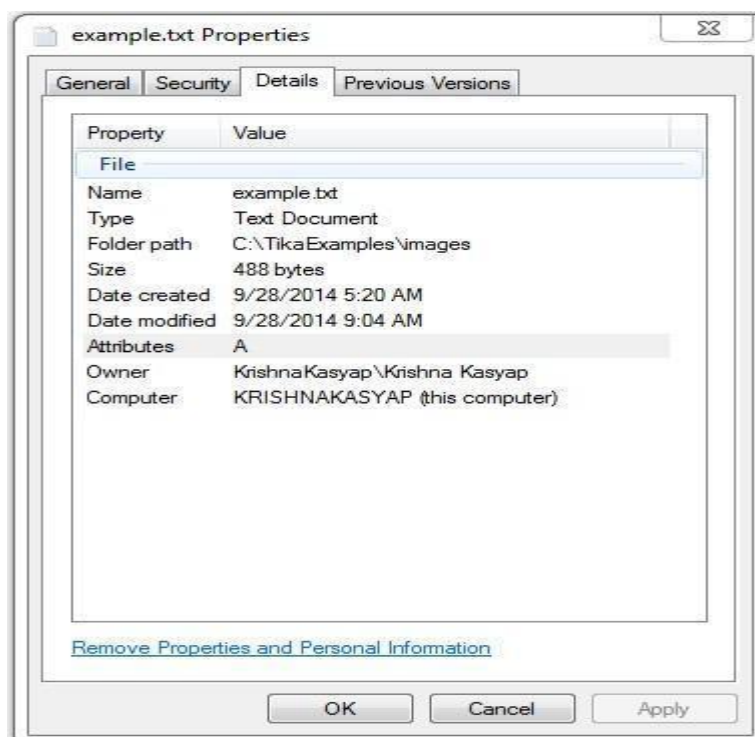 example.txt Properties
General Security Details Previous Versions
Property Value
File
Name example.txt
Type Text Document
Folder path C:\TikaExamples\images
Size 488 bytes
Date created 9/28/2014 5:20 AM
Date modified 9/28/2014 9:04 AM
Attributes A
Owner KrishnaKasyap\Krishna Kasyap
Computer KRISHNAKASYAP (this computer)
Remove Properties and Personal Information
OK Cancel Apply